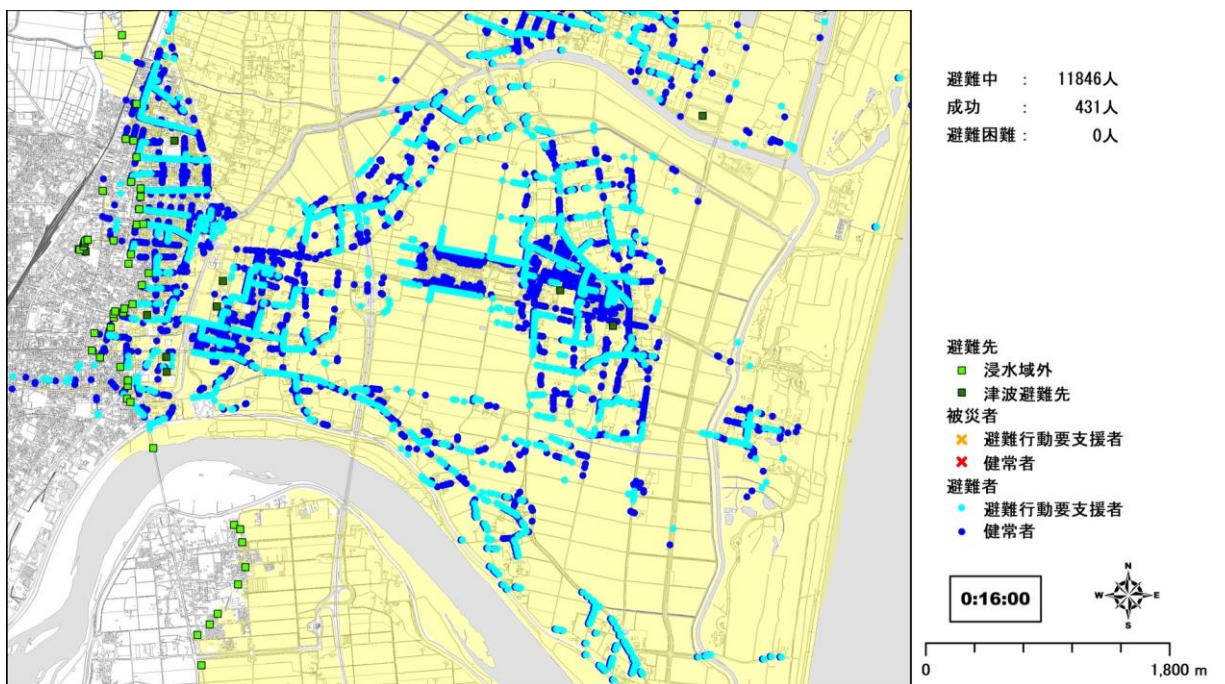 避難中 : 11846人
成功 : 431人
避難困難 : 0人
避難先
浸水域外
津波避難先
被災者
避難行動要支援者
健常者
避難者
避難行動要支援者
健常者
0:16:00
N
W E
S
0 1,800 m